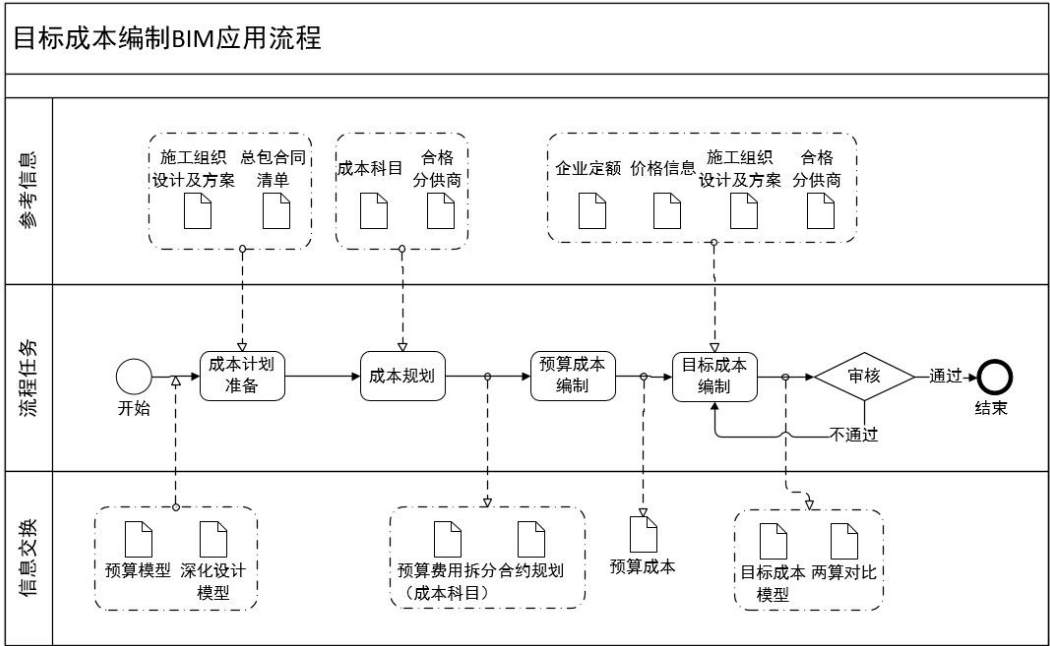 目标成本编制BIM应用流程
参考信息
施工组织
设计及方案
总包合同
清单
成本科目
合格
分供商
企业定额
价格信息
施工组织
设计及方案
合格
分供商
流程任务
开始
成本计划
准备
成本规划
预算成本
编制
目标成本
编制
审核
通过
不通过
结束
信息交换
预算模型
深化设计
模型
预算费用拆分
（成本科目）
合约规划
预算成本
目标成本
模型
两算对比